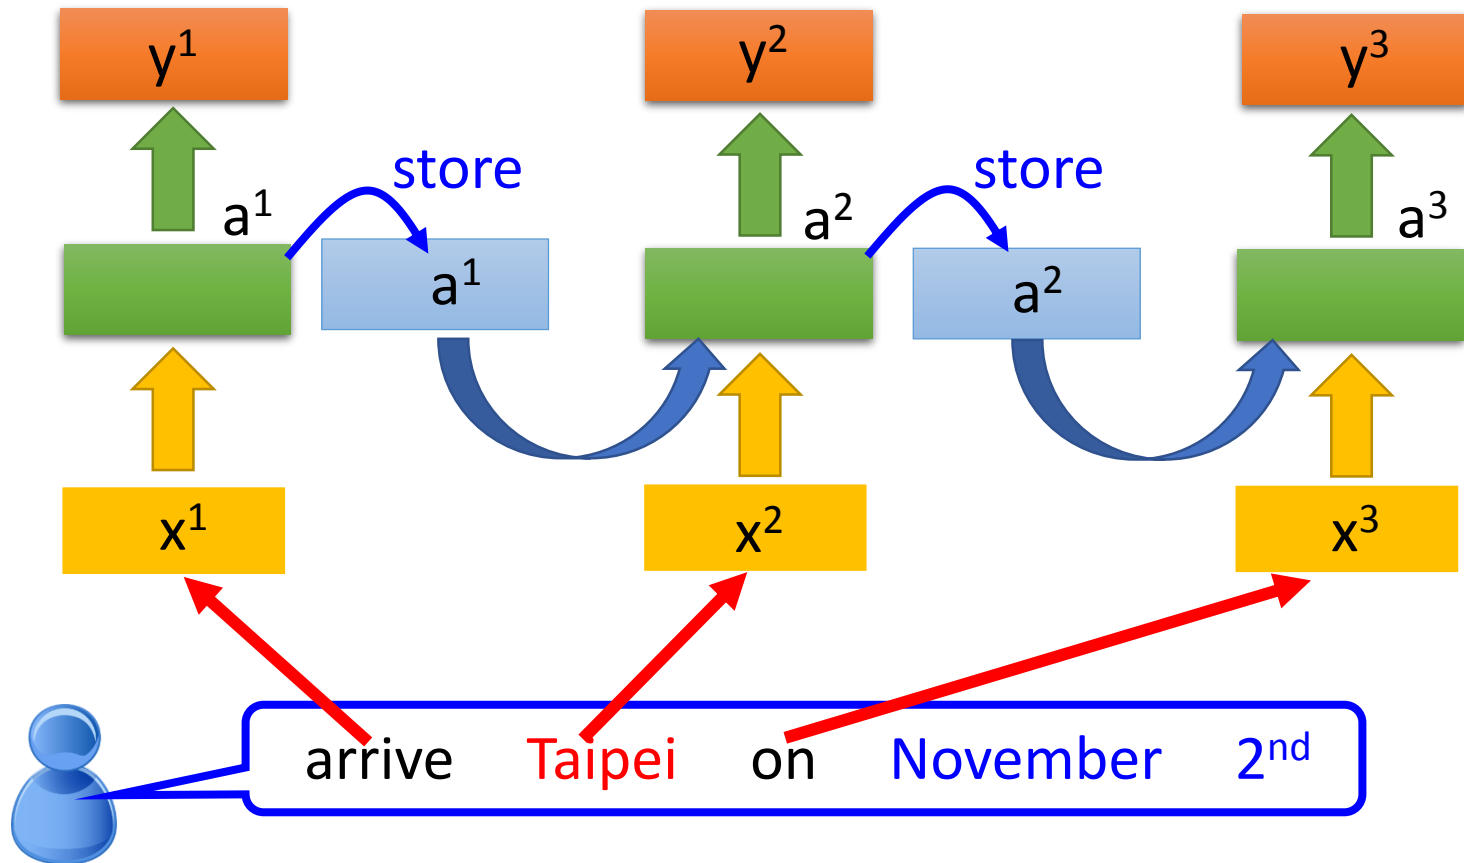 y¹ y² y³
store store
a¹ a² a³
a¹ a²
x¹ x² x³
arrive Taipei on November 2ⁿᵈ